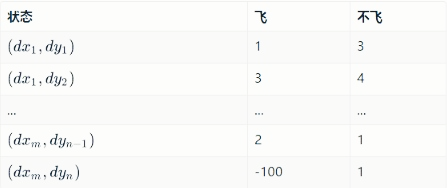 状态 飞 不飞
(dx₁, dy₁) 1 3
(dx₁, dy₂) 3 4
... ... ...
(dxₘ, dyₙ₋₁) 2 1
(dxₘ, dyₙ) -100 1